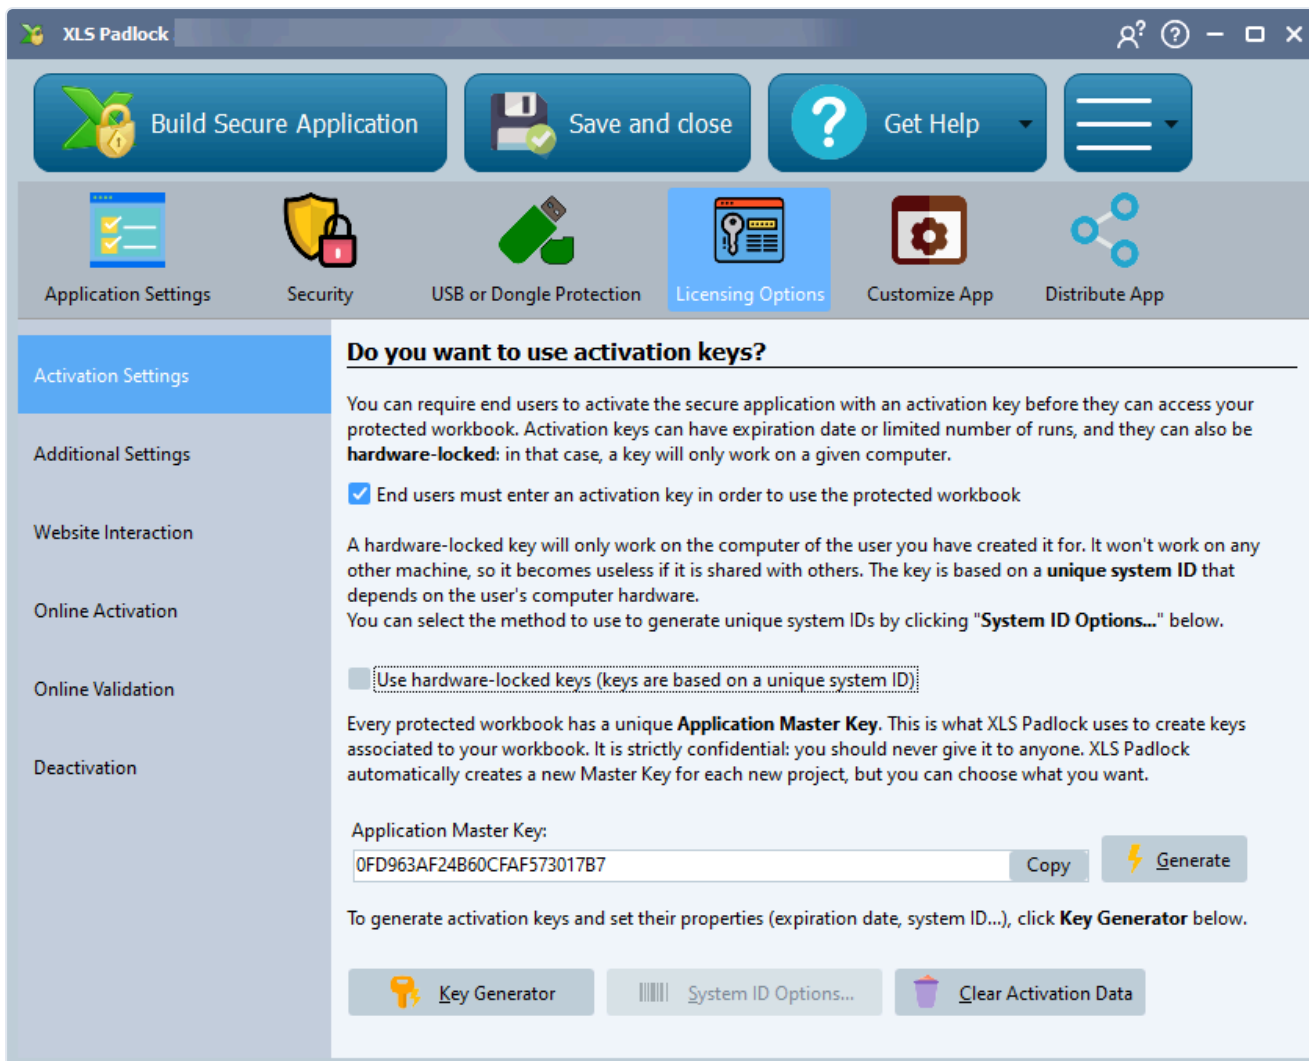 XLS Padlock
Build Secure Application
Save and close
Get Help
Application Settings
Security
USB or Dongle Protection
Licensing Options
Customize App
Distribute App
Activation Settings
Additional Settings
Website Interaction
Online Activation
Online Validation
Deactivation
Do you want to use activation keys?
You can require end users to activate the secure application with an activation key before they can access your
protected workbook. Activation keys can have expiration date or limited number of runs, and they can also be
hardware-locked: in that case, a key will only work on a given computer.
End users must enter an activation key in order to use the protected workbook
A hardware-locked key will only work on the computer of the user you have created it for. It won't work on any
other machine, so it becomes useless if it is shared with others. The key is based on a unique system ID that
depends on the user's computer hardware.
You can select the method to use to generate unique system IDs by clicking "System ID Options..." below.
Use hardware-locked keys (keys are based on a unique system ID)
Every protected workbook has a unique Application Master Key. This is what XLS Padlock uses to create keys
associated to your workbook. It is strictly confidential: you should never give it to anyone. XLS Padlock
automatically creates a new Master Key for each new project, but you can choose what you want.
Application Master Key:
0FD963AF24B60CFAF573017B7
Copy
Generate
To generate activation keys and set their properties (expiration date, system ID...), click Key Generator below.
Key Generator
System ID Options...
Clear Activation Data